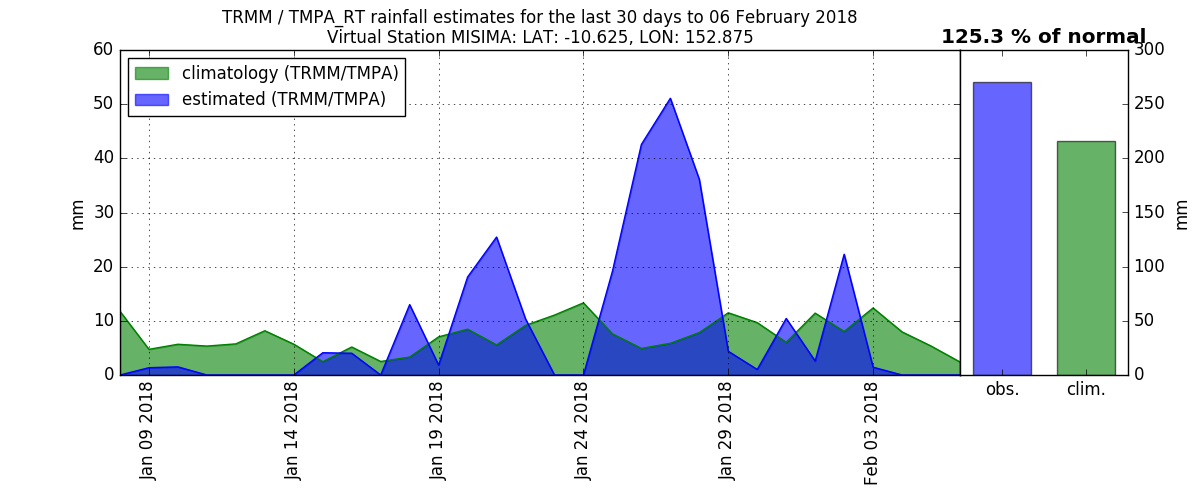 TRMM / TMPA_RT rainfall estimates for the last 30 days to 06 February 2018
Virtual Station MISIMA: LAT: -10.625, LON: 152.875
125.3 % of normal
climatology (TRMM/TMPA)
estimated (TRMM/TMPA)
60
50
40
30
20
10
0
mm
Jan 09 2018
Jan 14 2018
Jan 19 2018
Jan 24 2018
Jan 29 2018
Feb 03 2018
300
250
200
150
100
50
0
mm
obs.
clim.